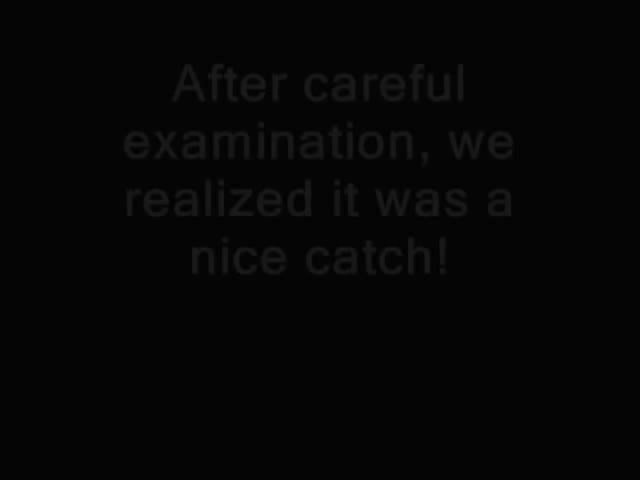 After careful
examination, we
realized it was a
nice catch!